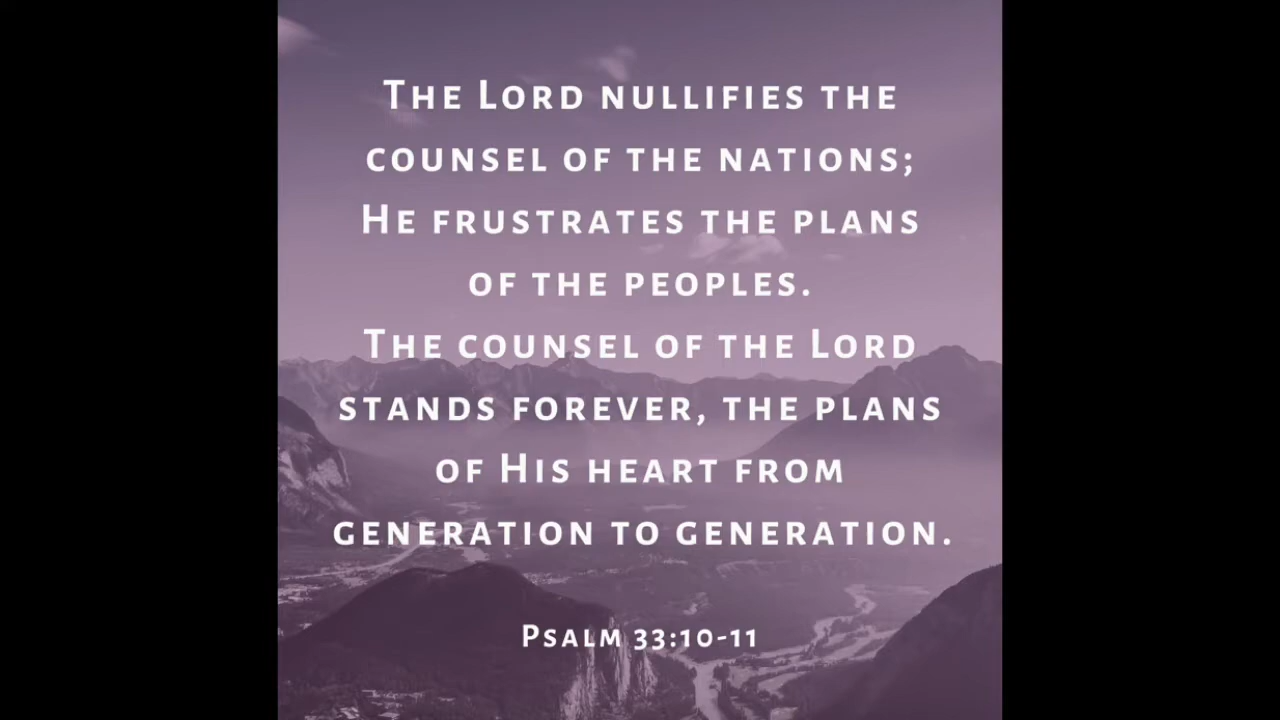 The Lord nullifies the
counsel of the nations;
He frustrates the plans
of the peoples.
The counsel of the Lord
stands forever, the plans
of His heart from
generation to generation.
Psalm 33:10-11